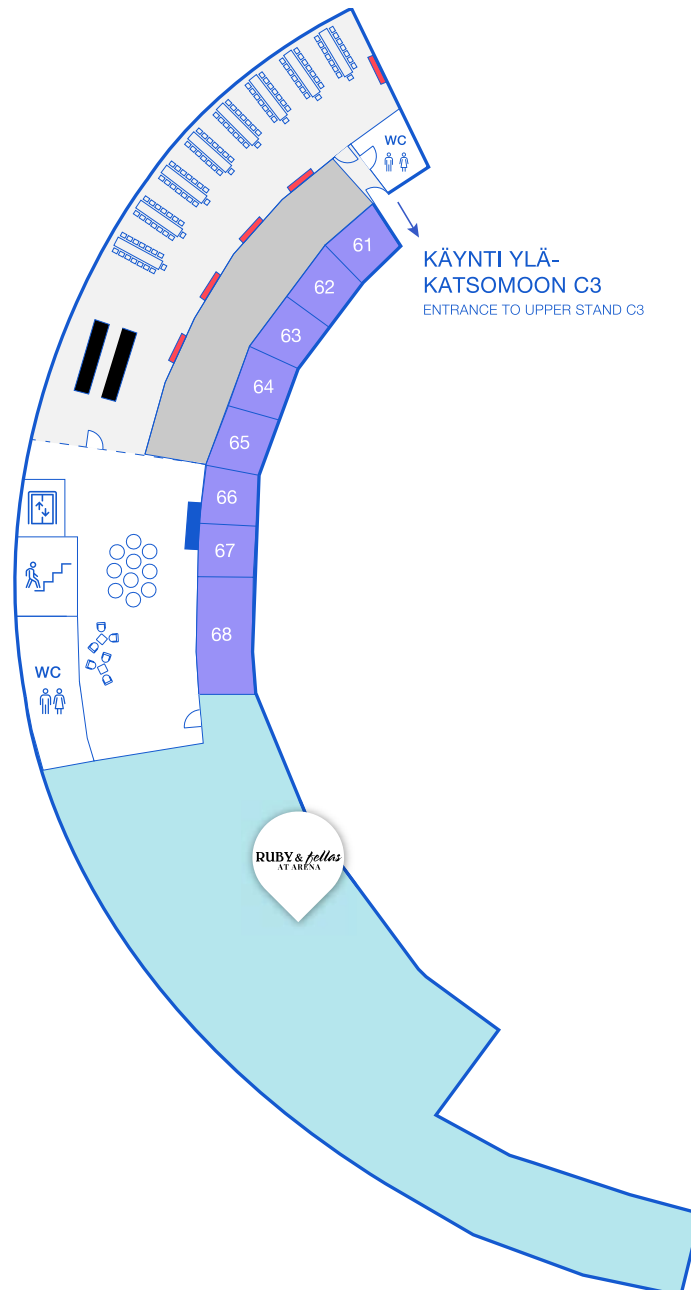 WC
61
KÄYNTI YLÄ-
KATSOMOON C3
ENTRANCE TO UPPER STAND C3
62
63
64
65
66
67
68
WC
RUBY & fellas
AT ARENA